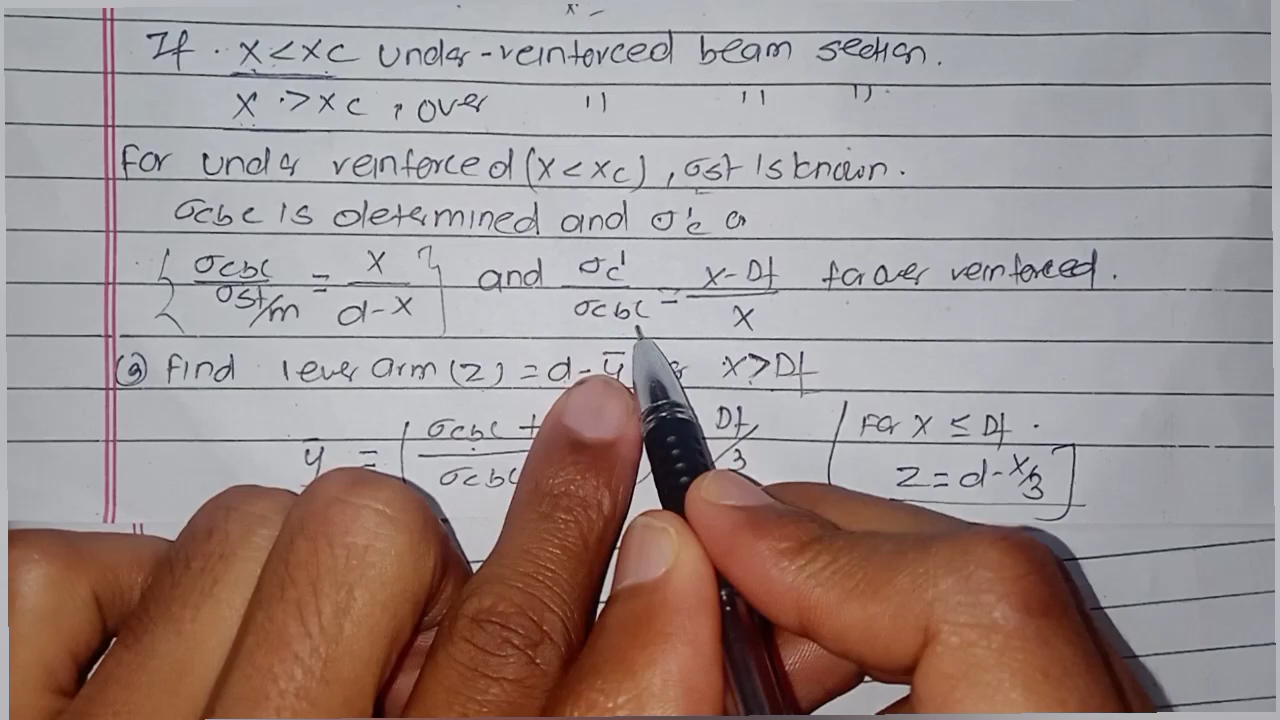 If x < xc under-reinforced beam section.
x > xc, over '' '' ''.
For under reinforced (x < xc), σst is known.
σcbc is determined and σ'c
{ σcbc / σst/m = x / d-x } and σc' / σcbc = x-Df / x for over reinforced.
(3) Find lever arm (z) = d - ȳ x > Df
ȳ = ( σcbc + / σcbc Df/3
For x ≤ Df.
z = d - x/3 ]